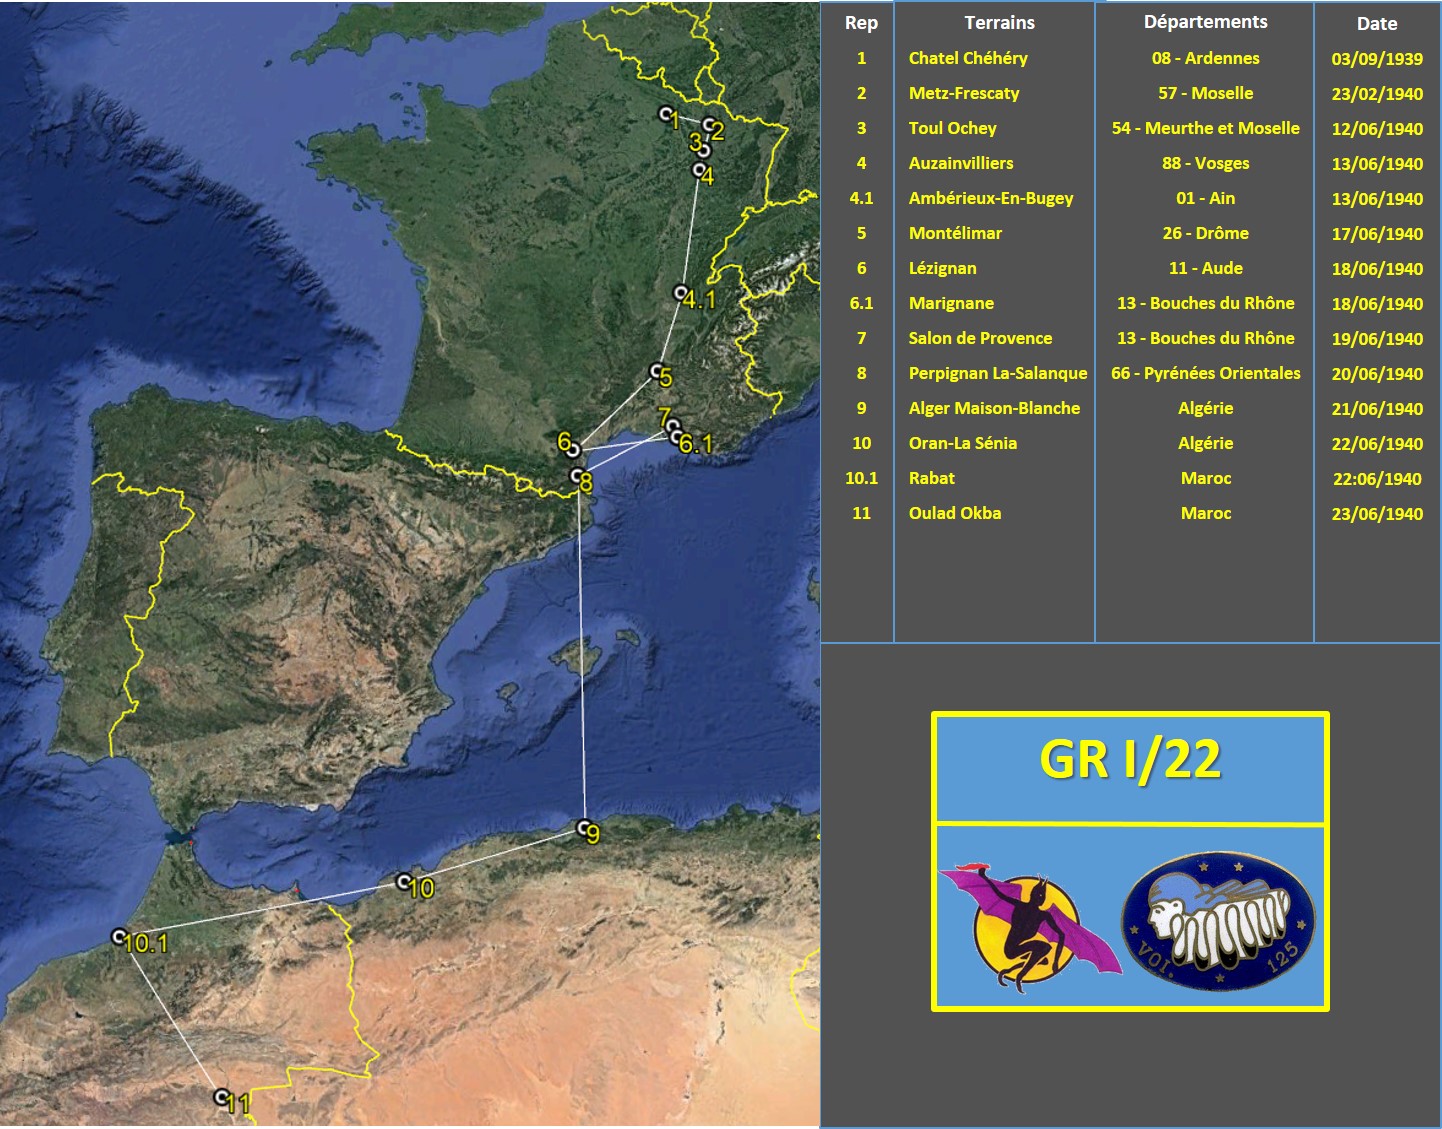 Rep Terrains Départements Date
1 Chatel Chéhéry 08 - Ardennes 03/09/1939
2 Metz-Frescaty 57 - Moselle 23/02/1940
3 Toul Ochey 54 - Meurthe et Moselle 12/06/1940
4 Auzainvilliers 88 - Vosges 13/06/1940
4.1 Ambérieux-En-Bugey 01 - Ain 13/06/1940
5 Montélimar 26 - Drôme 17/06/1940
6 Lézignan 11 - Aude 18/06/1940
6.1 Marignane 13 - Bouches du Rhône 18/06/1940
7 Salon de Provence 13 - Bouches du Rhône 19/06/1940
8 Perpignan La-Salanque 66 - Pyrénées Orientales 20/06/1940
9 Alger Maison-Blanche Algérie 21/06/1940
10 Oran-La Sénia Algérie 22/06/1940
10.1 Rabat Maroc 22:06/1940
11 Oulad Okba Maroc 23/06/1940
1
2
3
4
4.1
5
7
6
6.1
8
9
10
10.1
11
GR I/22
VOI. 125